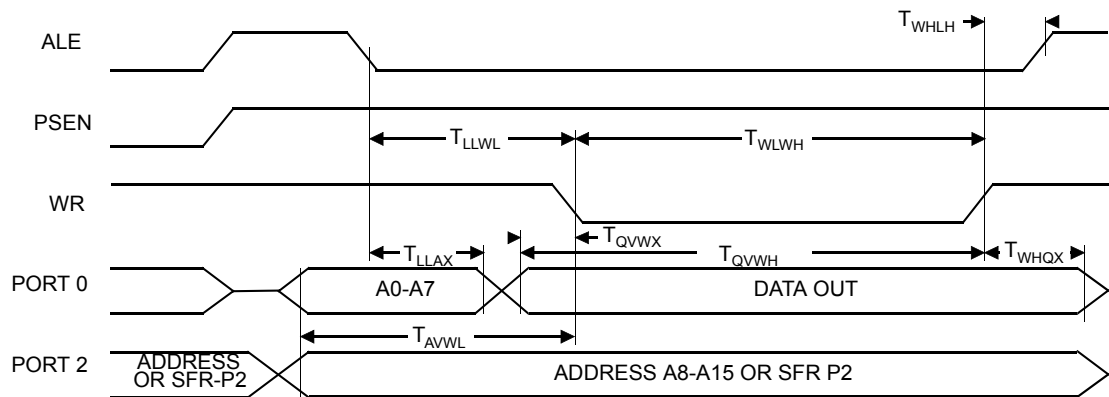 ALE
T_WHLH
PSEN
T_LLWL
T_WLWH
WR
T_LLAX
T_QVWX
T_QVWH
T_WHQX
PORT 0
A0-A7
DATA OUT
T_AVWL
PORT 2
ADDRESS
OR SFR-P2
ADDRESS A8-A15 OR SFR P2